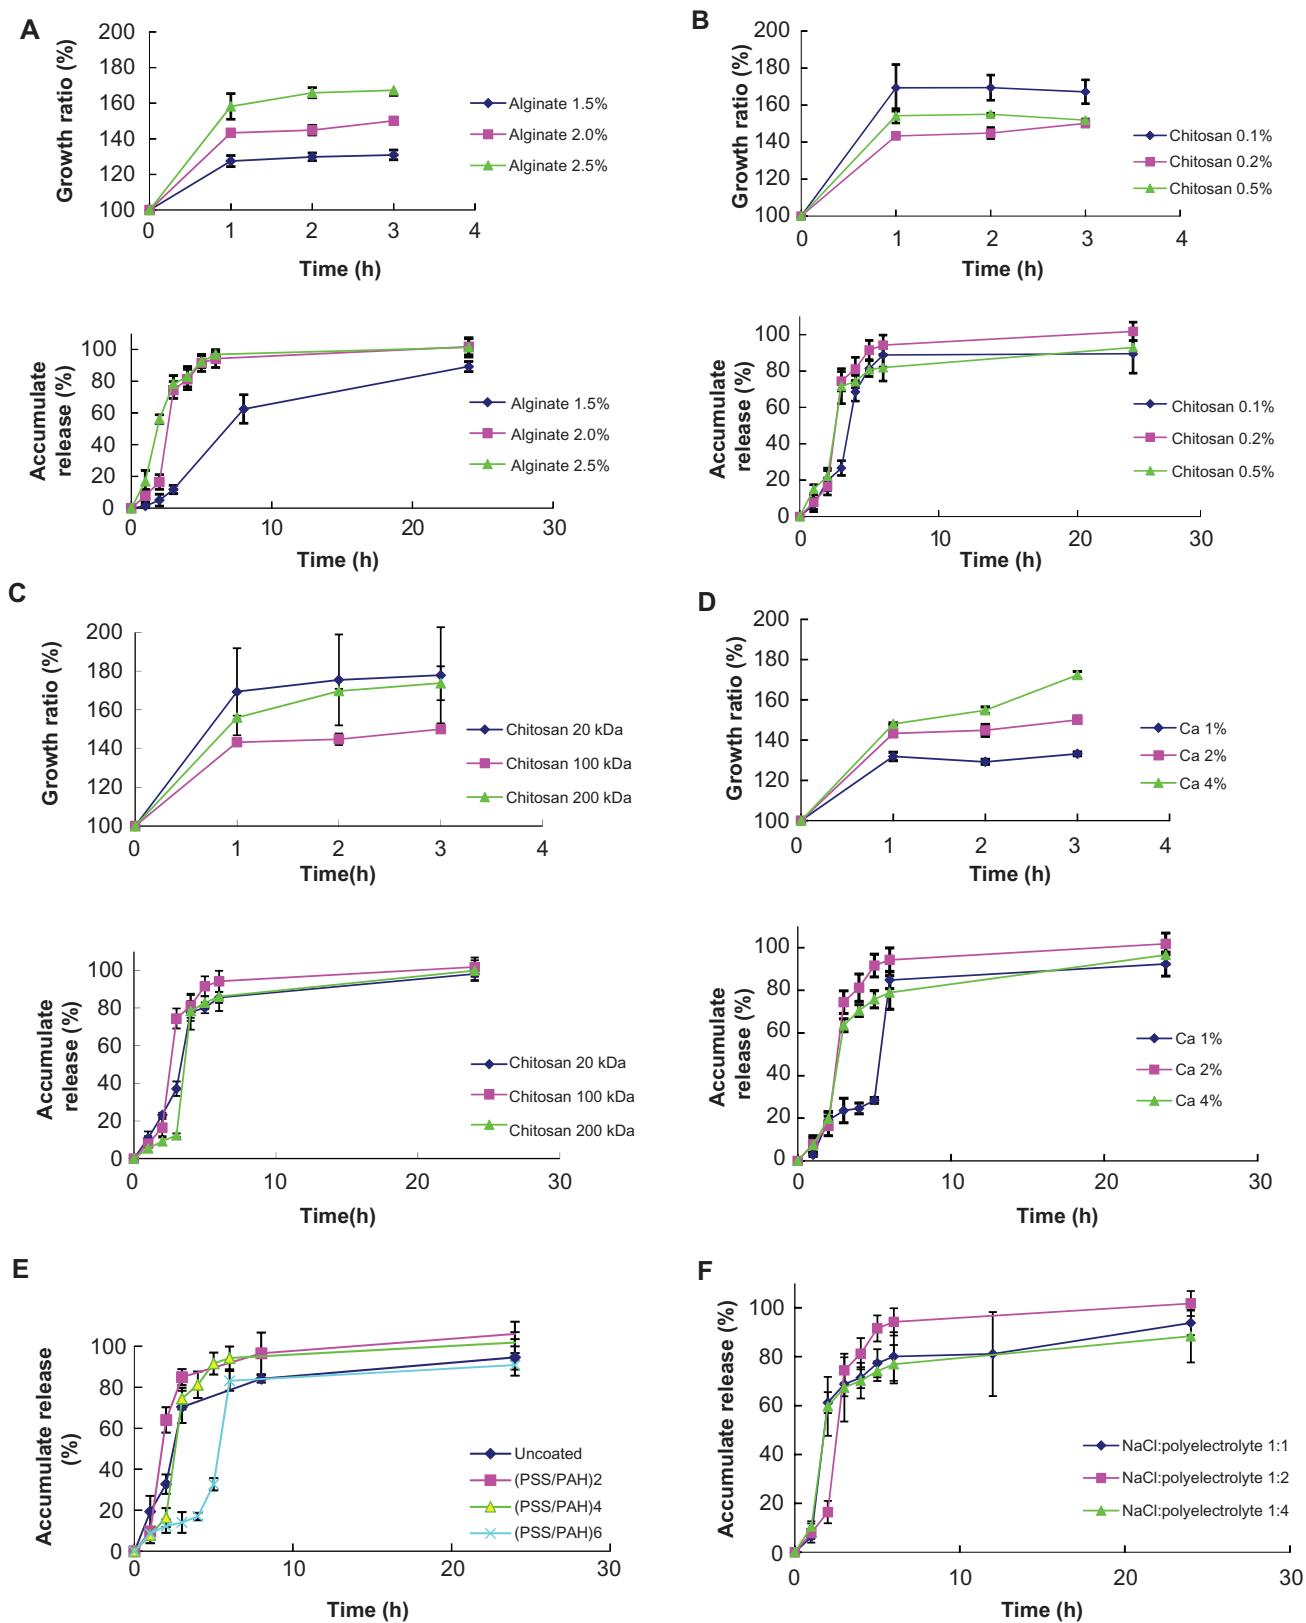 A
Growth ratio (%)
200
180
160
140
120
100
0 1 2 3 4
Time (h)
Alginate 1.5%
Alginate 2.0%
Alginate 2.5%
Accumulate
release (%)
100
80
60
40
20
0
0 10 20 30
Time (h)
Alginate 1.5%
Alginate 2.0%
Alginate 2.5%
B
Growth ratio (%)
200
180
160
140
120
100
0 1 2 3 4
Time (h)
Chitosan 0.1%
Chitosan 0.2%
Chitosan 0.5%
Accumulate
release (%)
100
80
60
40
20
0
0 10 20 30
Time (h)
Chitosan 0.1%
Chitosan 0.2%
Chitosan 0.5%
C
Growth ratio (%)
200
180
160
140
120
100
0 1 2 3 4
Time(h)
Chitosan 20 kDa
Chitosan 100 kDa
Chitosan 200 kDa
Accumulate
release (%)
100
80
60
40
20
0
0 10 20 30
Time(h)
Chitosan 20 kDa
Chitosan 100 kDa
Chitosan 200 kDa
D
Growth ratio (%)
200
180
160
140
120
100
0 1 2 3 4
Time (h)
Ca 1%
Ca 2%
Ca 4%
Accumulate
release (%)
100
80
60
40
20
0
0 10 20 30
Time (h)
Ca 1%
Ca 2%
Ca 4%
E
Accumulate release
(%)
100
80
60
40
20
0
0 10 20 30
Time (h)
Uncoated
(PSS/PAH)2
(PSS/PAH)4
(PSS/PAH)6
F
Accumulate release (%)
100
80
60
40
20
0
0 10 20 30
Time (h)
NaCl:polyelectrolyte 1:1
NaCl:polyelectrolyte 1:2
NaCl:polyelectrolyte 1:4